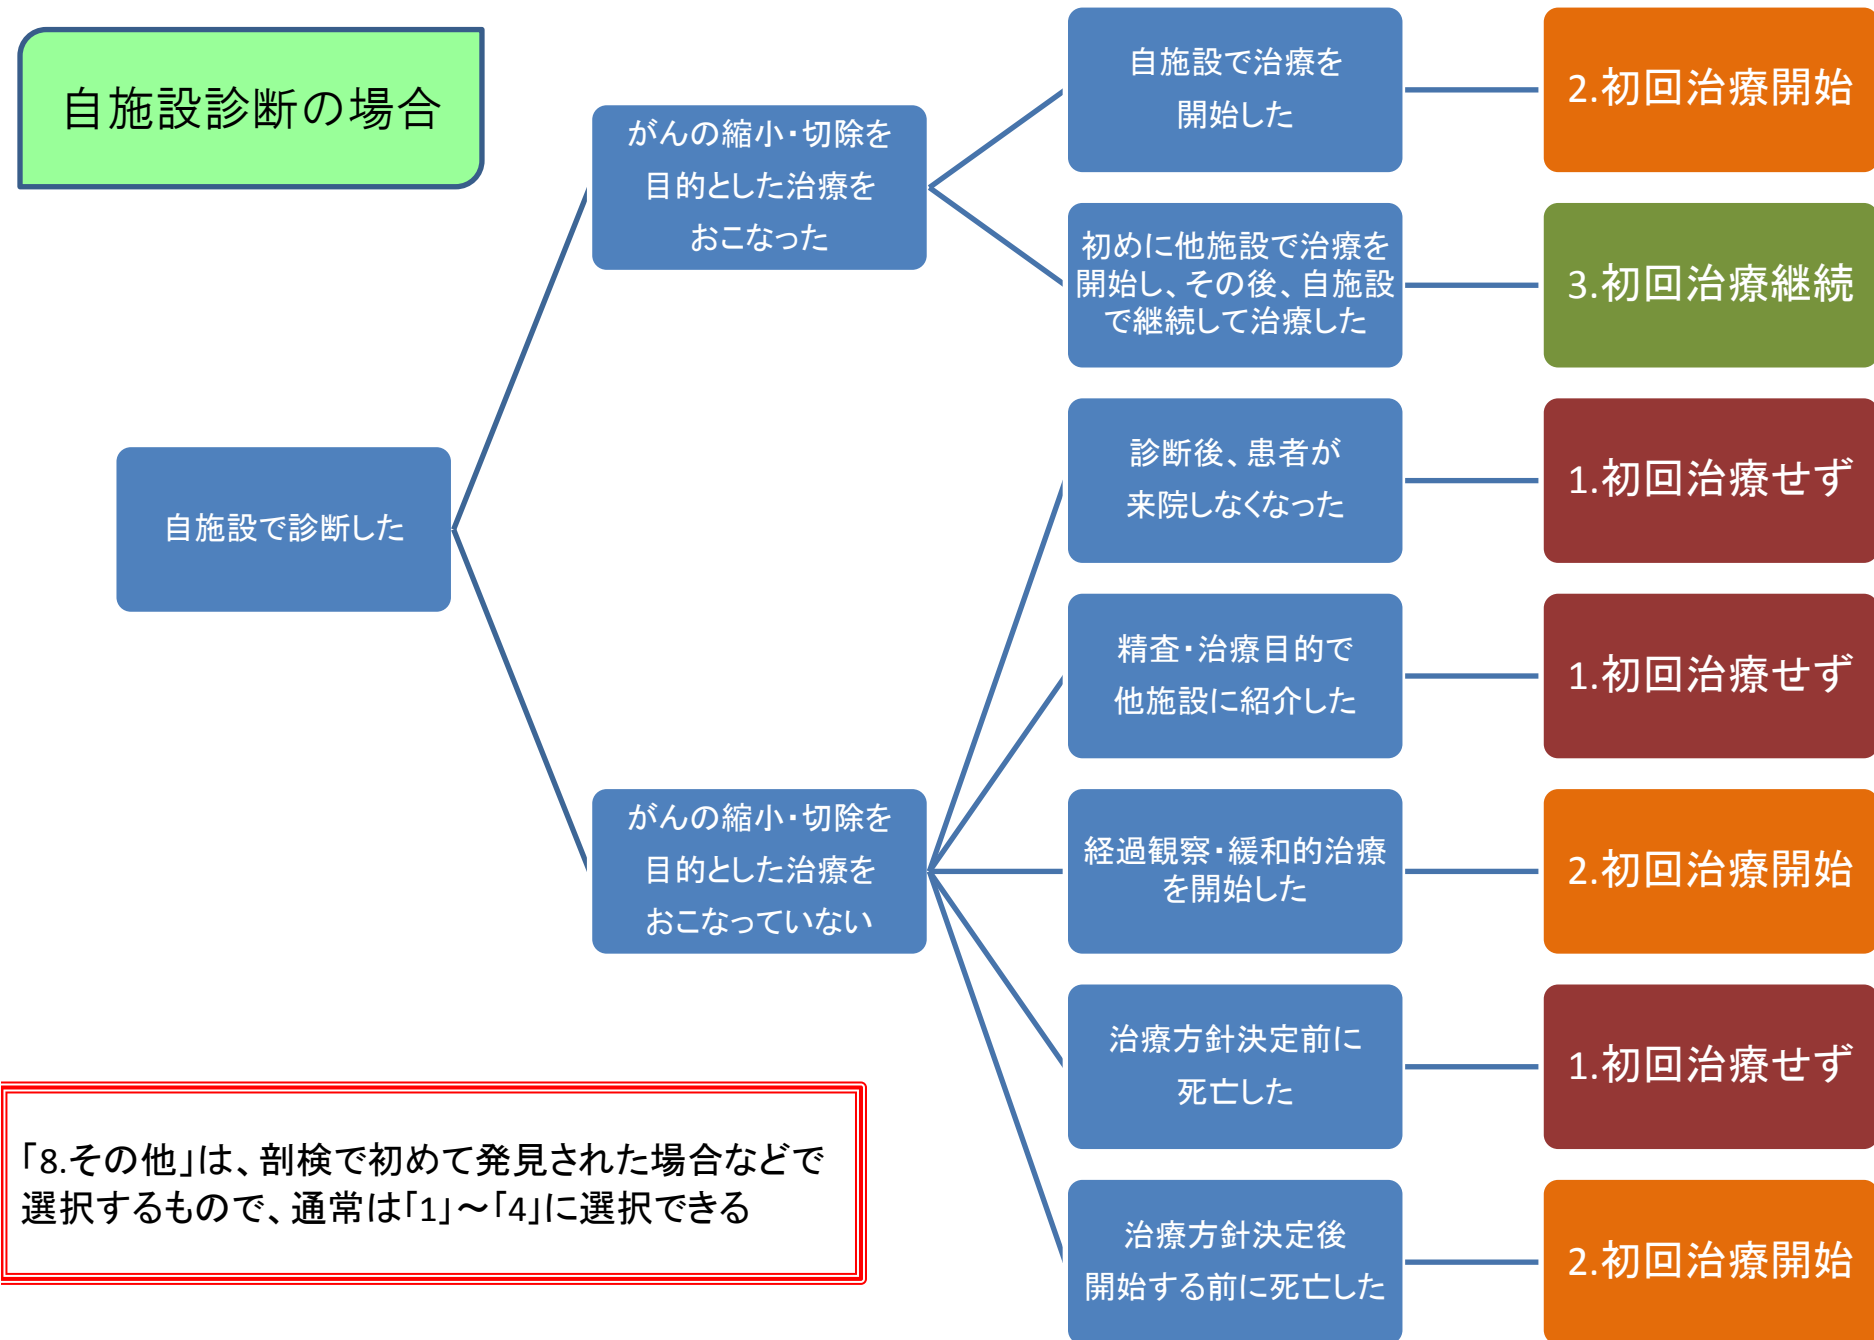 自施設診断の場合
自施設で診断した
がんの縮小・切除を
目的とした治療を
おこなった
自施設で治療を
開始した
2.初回治療開始
初めに他施設で治療を
開始し、その後、自施設
で継続して治療した
3.初回治療継続
がんの縮小・切除を
目的とした治療を
おこなっていない
診断後、患者が
来院しなくなった
1.初回治療せず
精査・治療目的で
他施設に紹介した
1.初回治療せず
経過観察・緩和的治療
を開始した
2.初回治療開始
治療方針決定前に
死亡した
1.初回治療せず
治療方針決定後
開始する前に死亡した
2.初回治療開始
「8.その他」は、剖検で初めて発見された場合などで
選択するもので、通常は「1」～「4」に選択できる